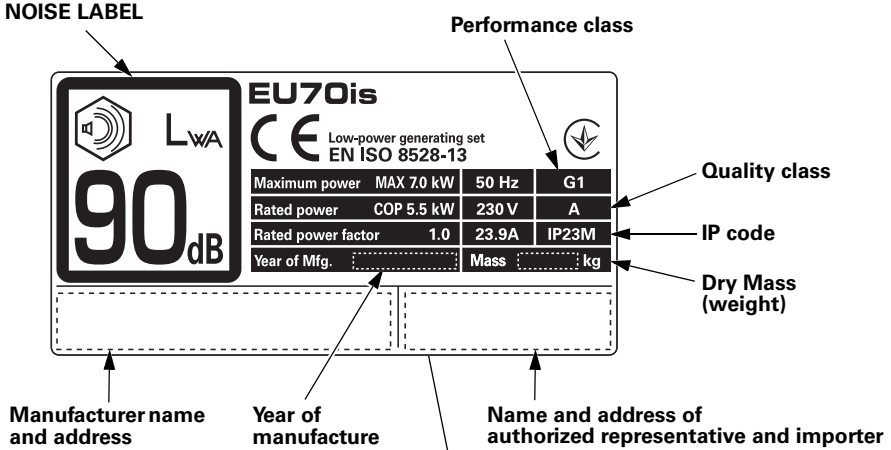 NOISE LABEL
Performance class
EU70is
LWA
CE
Low-power generating set
EN ISO 8528-13
90dB
Maximum power MAX 7.0 kW 50 Hz G1
Rated power COP 5.5 kW 230 V A
Rated power factor 1.0 23.9A IP23M
Year of Mfg. Mass kg
Quality class
IP code
Dry Mass
(weight)
Manufacturer name
and address
Year of
manufacture
Name and address of
authorized representative and importer